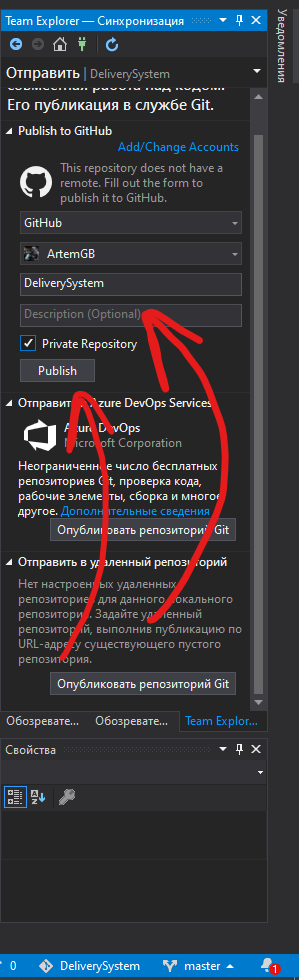 Team Explorer — Синхронизация
Уведомления
Отправить | DeliverySystem
совместная работа над кодом.
Его публикация в службе Git.
Publish to GitHub
Add/Change Accounts
This repository does not have a
remote. Fill out the form to
publish it to GitHub.
GitHub
ArtemGB
DeliverySystem
Description (Optional)
Private Repository
Publish
Отправить в Azure DevOps Services
Azure DevOps
Microsoft Corporation
Неограниченное число бесплатных
репозиториев Git, проверка кода,
рабочие элементы, сборка и многое
другое. Дополнительные сведения
Опубликовать репозиторий Git
Отправить в удаленный репозиторий
Нет настроенных удаленных
репозиториев для данного локального
репозитория. Задайте удаленный
репозиторий, выполнив публикацию по
URL-адресу существующего пустого
репозитория.
Опубликовать репозиторий Git
Обозревате...
Обозревате...
Team Explor...
Свойства
0
DeliverySystem
master
1